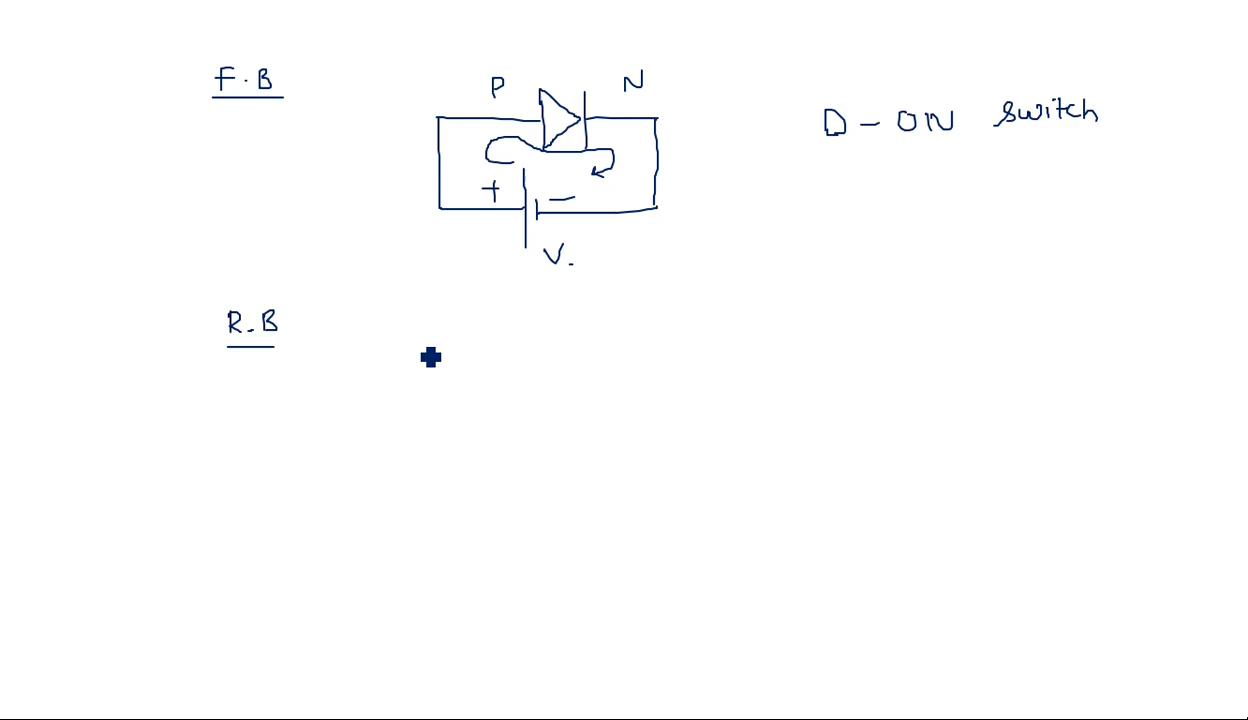 F.B
P
N
D - ON switch
+
-
V.
R.B